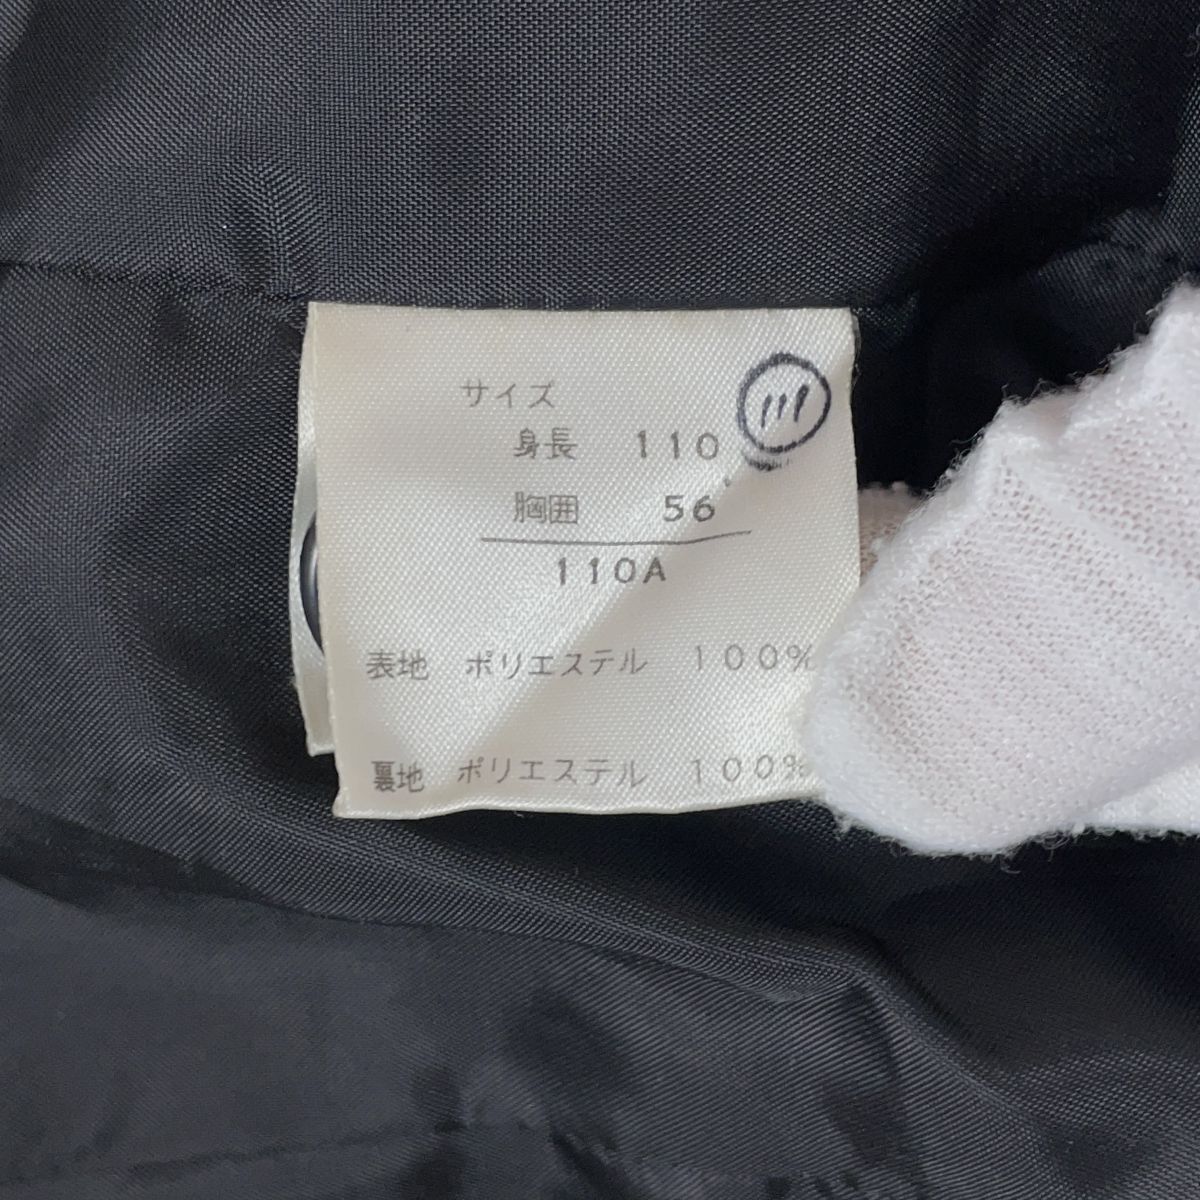 サイズ
身長 110
胸囲 56
110A
表地 ポリエステル 100%
裏地 ポリエステル 100%